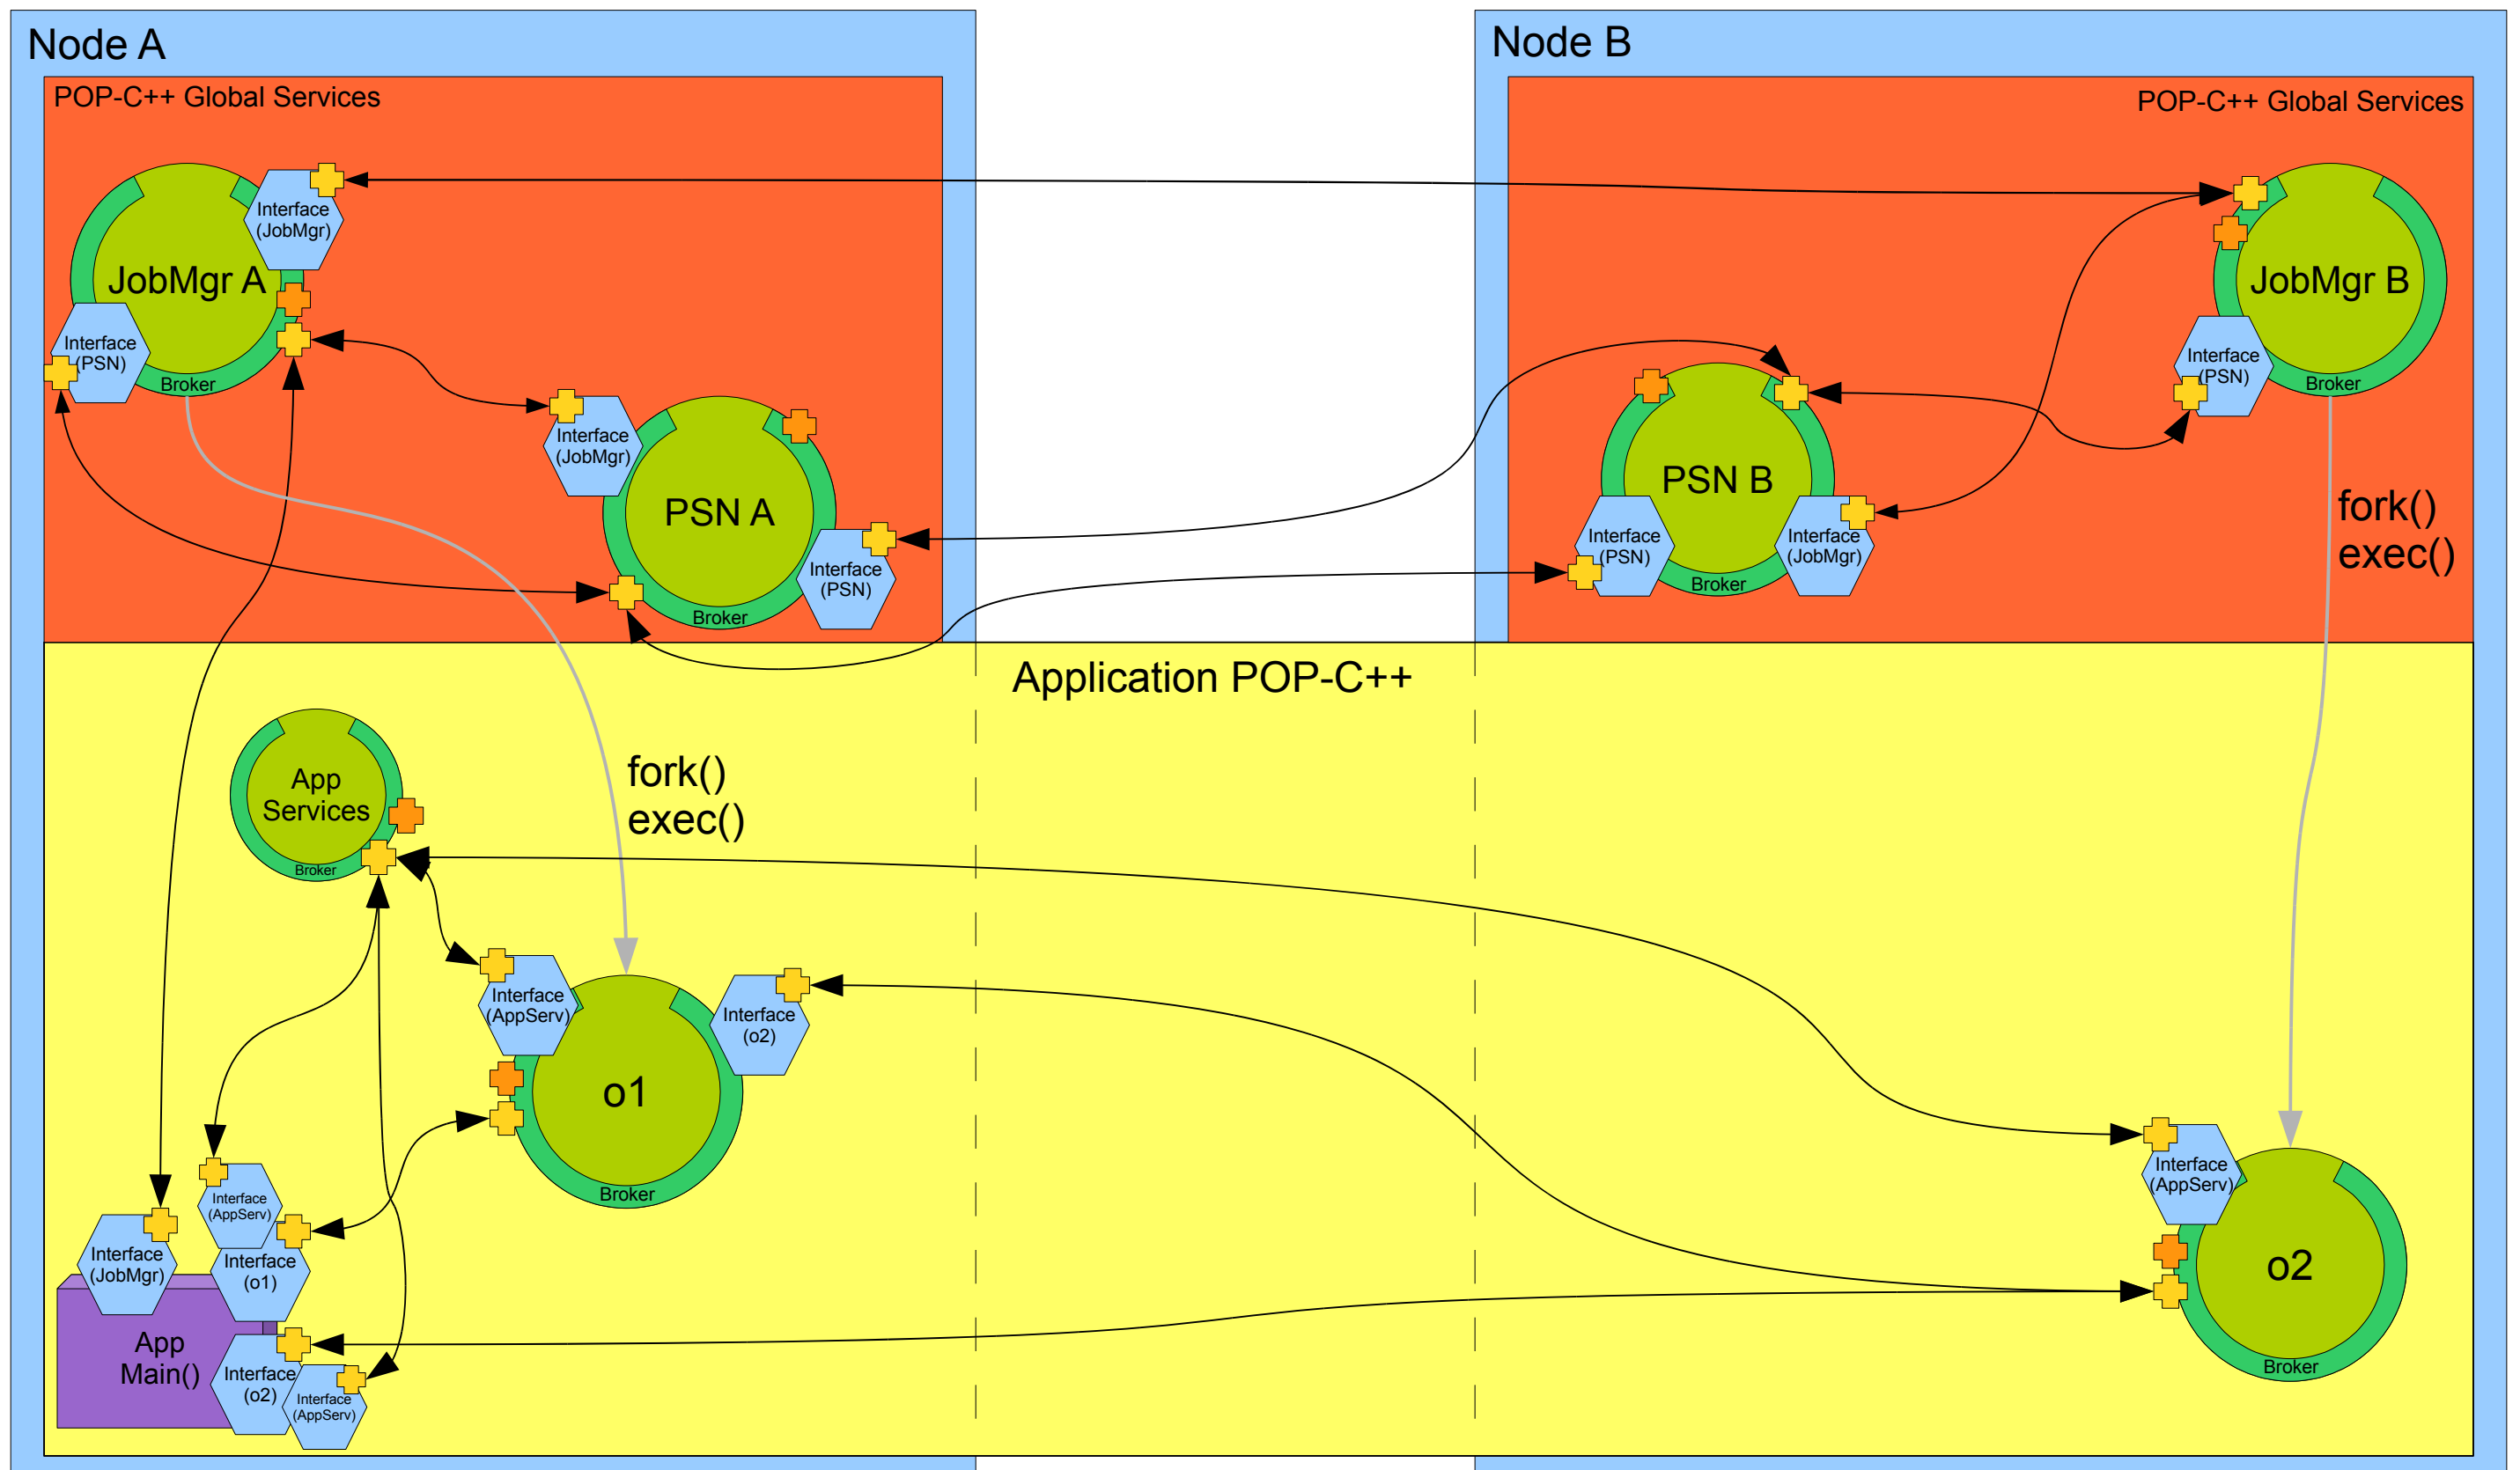 Node A
Node B
POP-C++ Global Services
POP-C++ Global Services
Interface
(JobMgr)
JobMgr A
Interface
(PSN)
Broker
Interface
(JobMgr)
PSN A
Interface
(PSN)
Broker
JobMgr B
Interface
(PSN)
Broker
PSN B
Interface
(PSN)
Interface
(JobMgr)
Broker
fork()
exec()
Application POP-C++
App
Services
Broker
fork()
exec()
Interface
(AppServ)
Interface
(o2)
o1
Broker
Interface
(AppServ)
Interface
(JobMgr)
Interface
(o1)
App
Main()
Interface
(o2)
Interface
(AppServ)
Interface
(AppServ)
o2
Broker